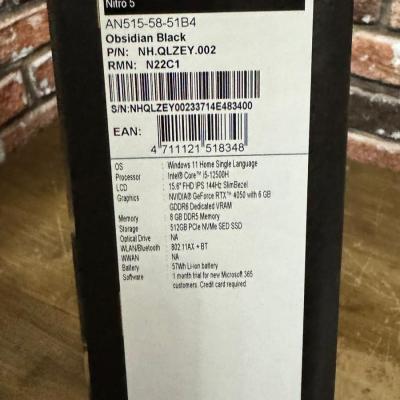 Nitro 5
AN515-58-51B4
Obsidian Black
P/N: NH.QLZEY.002
RMN: N22C1
S/N:NHQLZEY00233714E483400
EAN:
4 711121 518348
OS : Windows 11 Home Single Language
Processor : Intel® Core™ i5-12500H
LCD : 15.6" FHD IPS 144Hz SlimBezel
Graphics : NVIDIA® GeForce RTX™ 4050 with 6 GB
GDDR6 Dedicated VRAM
Memory : 8 GB DDR5 Memory
Storage : 512GB PCIe NVMe SED SSD
Optical Drive : NA
WLAN/Bluetooth : 802.11AX + BT
WWAN : NA
Battery : 57Wh Li-ion battery
Software : 1 month trial for new Microsoft 365
customers. Credit card required.